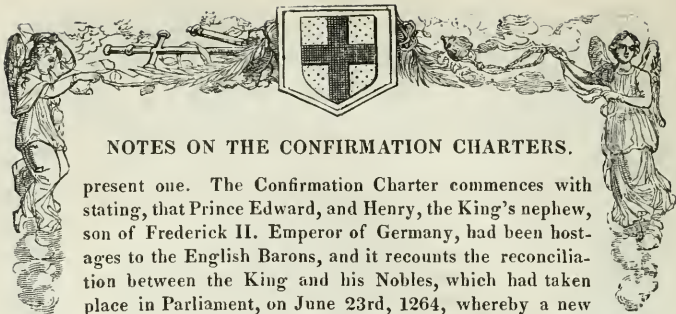 NOTES ON THE CONFIRMATION CHARTERS.
present one. The Confirmation Charter commences with
stating, that Prince Edward, and Henry, the King's nephew,
son of Frederick II. Emperor of Germany, had been host-
ages to the English Barons, and it recounts the reconcilia-
tion between the King and his Nobles, which had taken
place in Parliament, on June 23rd, 1264, whereby a new